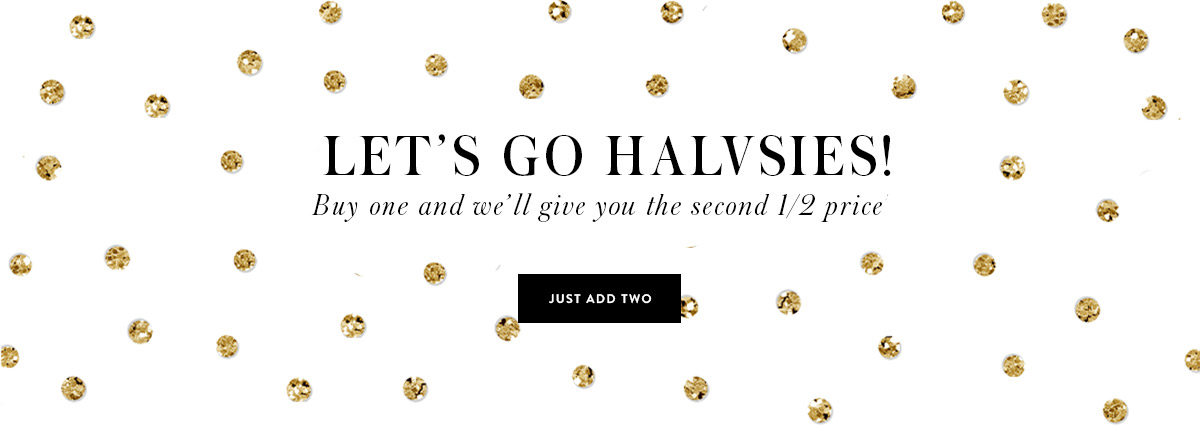 LET'S GO HALVSIES!
Buy one and we'll give you the second 1/2 price
JUST ADD TWO